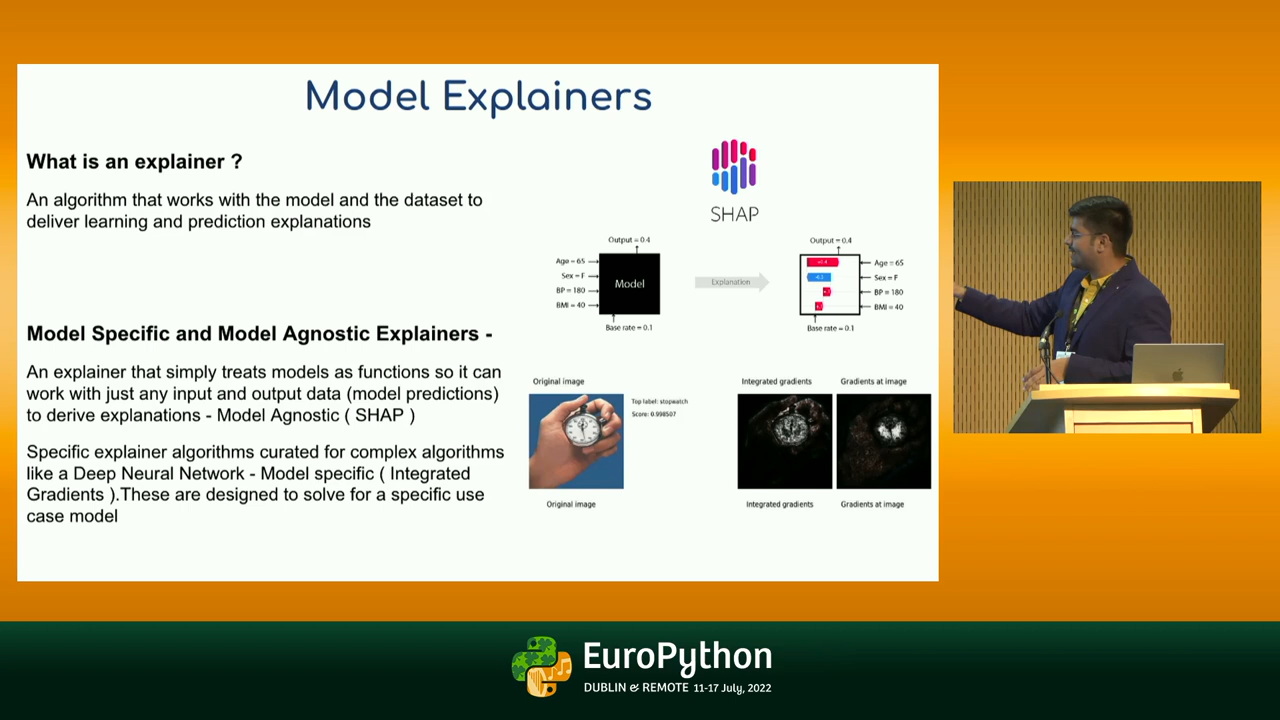 Model Explainers
What is an explainer ?
An algorithm that works with the model and the dataset to
deliver learning and prediction explanations
SHAP
Output = 0.4
Age = 65
Sex = F
BP = 180
BMI = 40
Model
Base rate = 0.1
Explanation
Output = 0.4
Age = 65
Sex = F
BP = 180
BMI = 40
Base rate = 0.1
Model Specific and Model Agnostic Explainers -
An explainer that simply treats models as functions so it can
work with just any input and output data (model predictions)
to derive explanations - Model Agnostic ( SHAP )
Specific explainer algorithms curated for complex algorithms
like a Deep Neural Network - Model specific ( Integrated
Gradients ).These are designed to solve for a specific use
case model
Original image
Top label: stopwatch
Score: 0.998507
Integrated gradients
Gradients at image
Original image
Integrated gradients
Gradients at image
EuroPython
DUBLIN & REMOTE 11-17 July, 2022